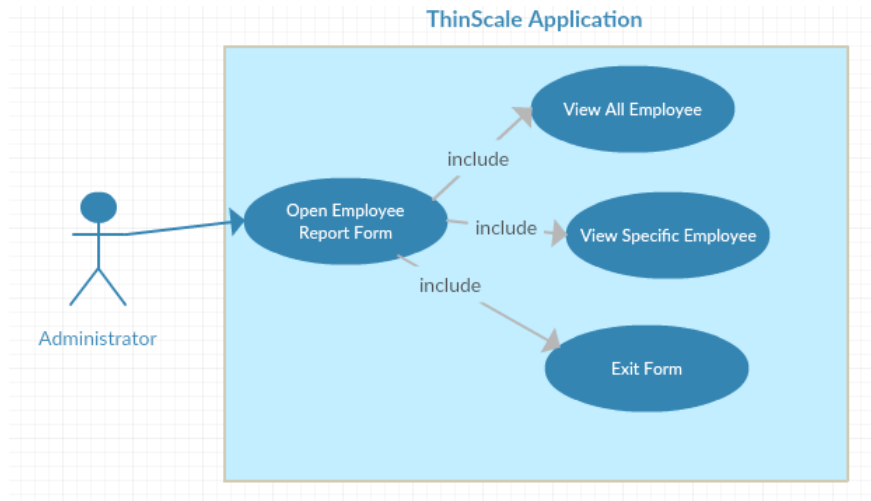 ThinScale Application
View All Employee
include
Open Employee
Report Form
include
View Specific Employee
include
Administrator
Exit Form